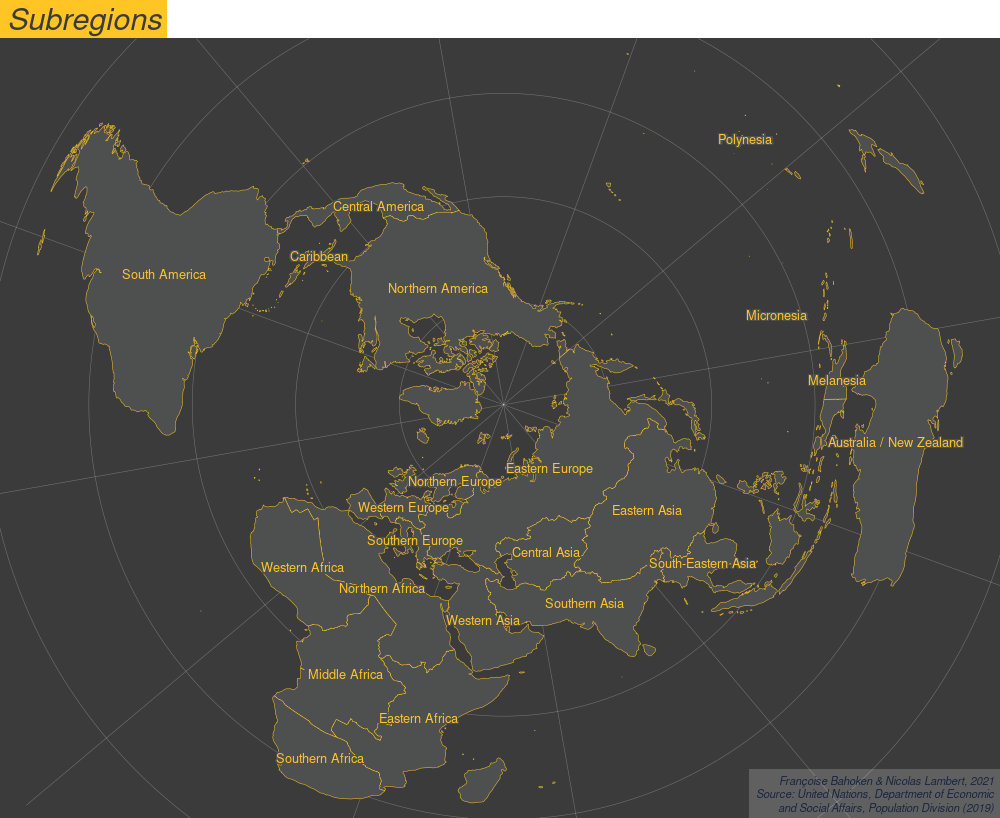 Subregions
Polynesia
Central America
Caribbean
South America
Northern America
Micronesia
Melanesia
Australia / New Zealand
Eastern Europe
Northern Europe
Western Europe
Eastern Asia
Southern Europe
Central Asia
South-Eastern Asia
Western Africa
Northern Africa
Southern Asia
Western Asia
Middle Africa
Eastern Africa
Southern Africa
Françoise Bahoken & Nicolas Lambert, 2021
Source: United Nations, Department of Economic
and Social Affairs, Population Division (2019)